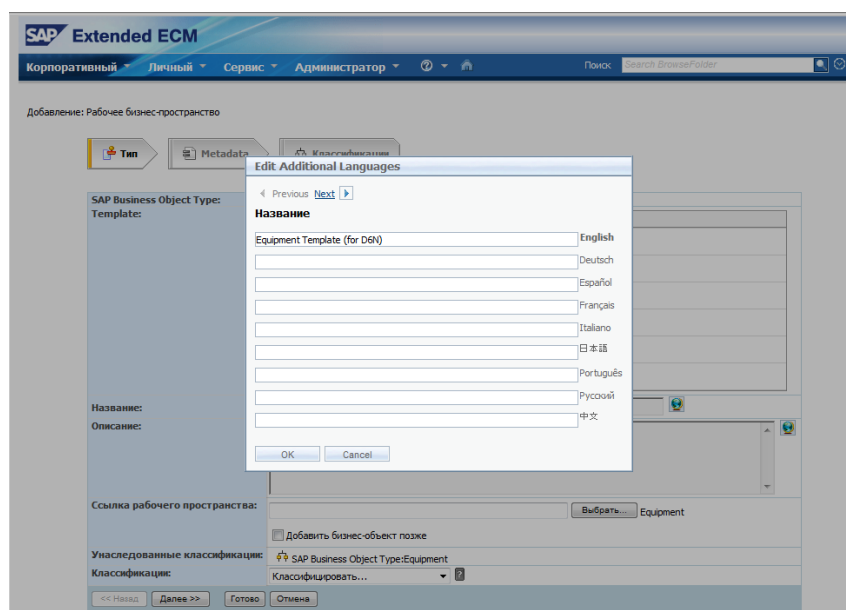 SAP Extended ECM
Корпоративный Личный Сервис Администратор Поиск Search BrowseFolder
Добавление: Рабочее бизнес-пространство
Тип Metadata Классификации
Edit Additional Languages
Previous Next
Название
Equipment Template (for D6N) English
Deutsch
Español
Français
Italiano
日本語
Português
Русский
中文
OK Cancel
SAP Business Object Type:
Template:
Название:
Описание:
Ссылка рабочего пространства: Выбрать... Equipment
Добавить бизнес-объект позже
Унаследованные классификации: SAP Business Object Type:Equipment
Классификации: Классифицировать...
<< Назад Далее >> Готово Отмена